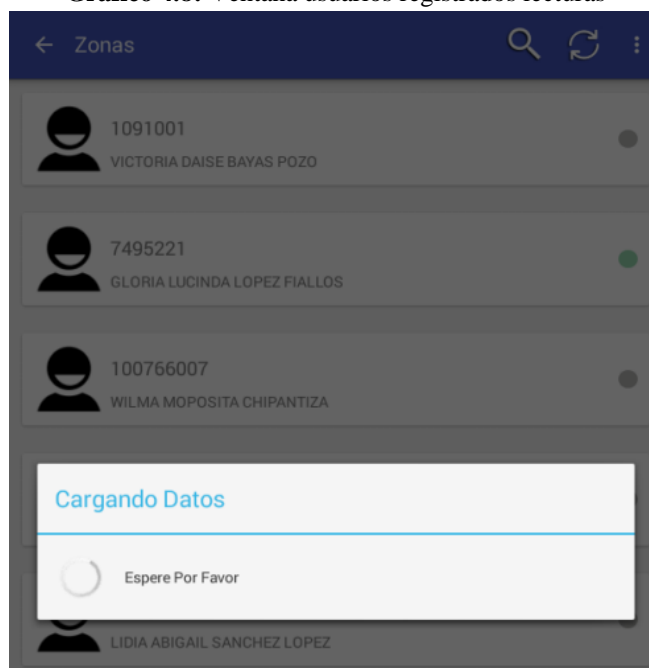 Zonas
1091001
VICTORIA DAISE BAYAS POZO
7495221
GLORIA LUCINDA LOPEZ FIALLOS
100766007
WILMA MOPOSITA CHIPANTIZA
Cargando Datos
Espere Por Favor
LIDIA ABIGAIL SANCHEZ LOPEZ